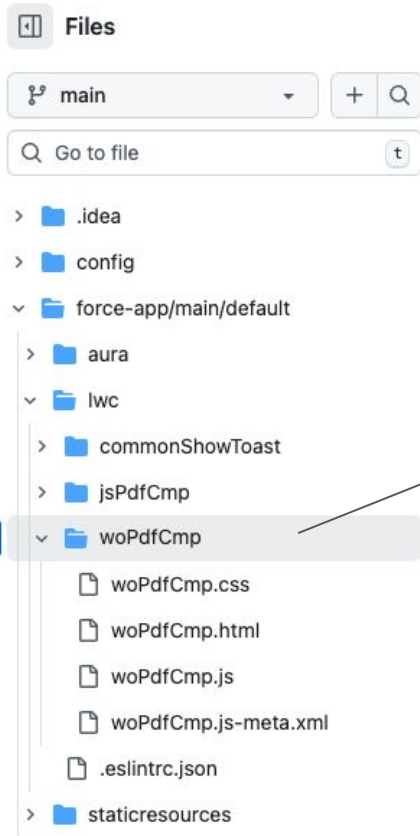 Files
main
Go to file
t
.idea
config
force-app/main/default
aura
lwc
commonShowToast
jsPdfCmp
woPdfCmp
woPdfCmp.css
woPdfCmp.html
woPdfCmp.js
woPdfCmp.js-meta.xml
.eslintrc.json
staticresources